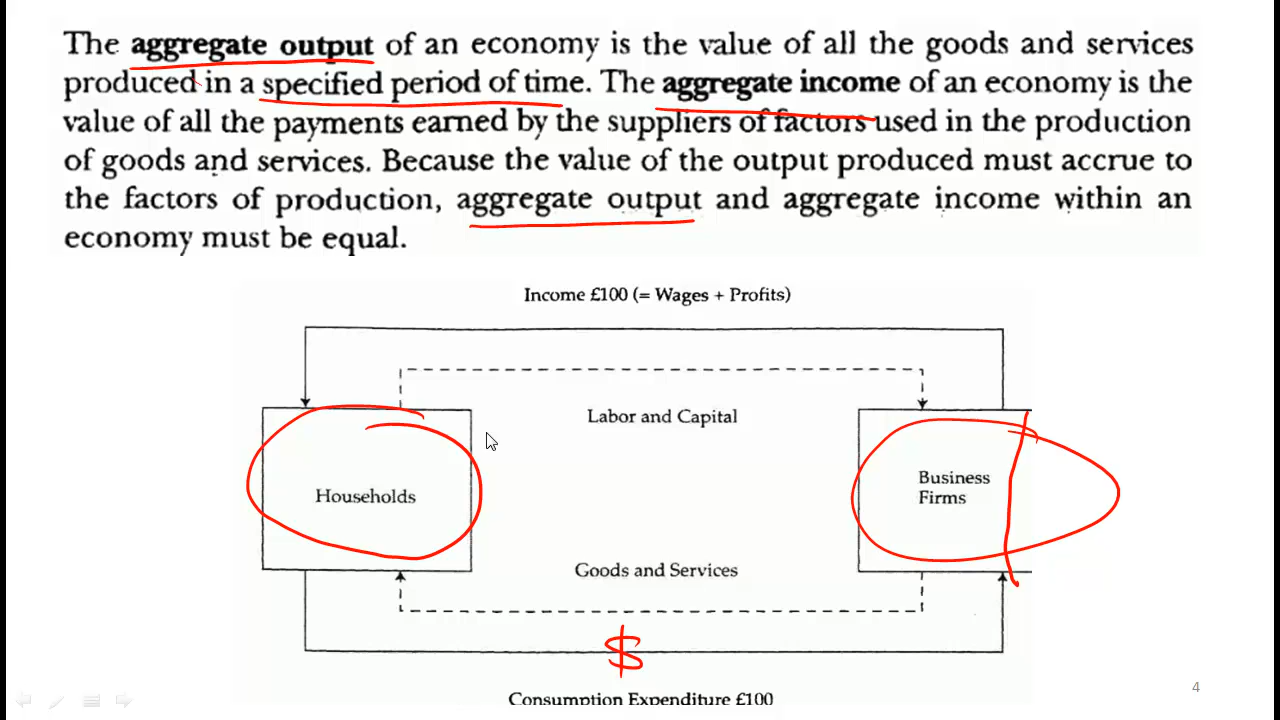 The aggregate output of an economy is the value of all the goods and services
produced in a specified period of time. The aggregate income of an economy is the
value of all the payments earned by the suppliers of factors used in the production
of goods and services. Because the value of the output produced must accrue to
the factors of production, aggregate output and aggregate income within an
economy must be equal.
Income £100 (= Wages + Profits)
Labor and Capital
Households
Business
Firms
Goods and Services
$
Consumption Expenditure £100
4